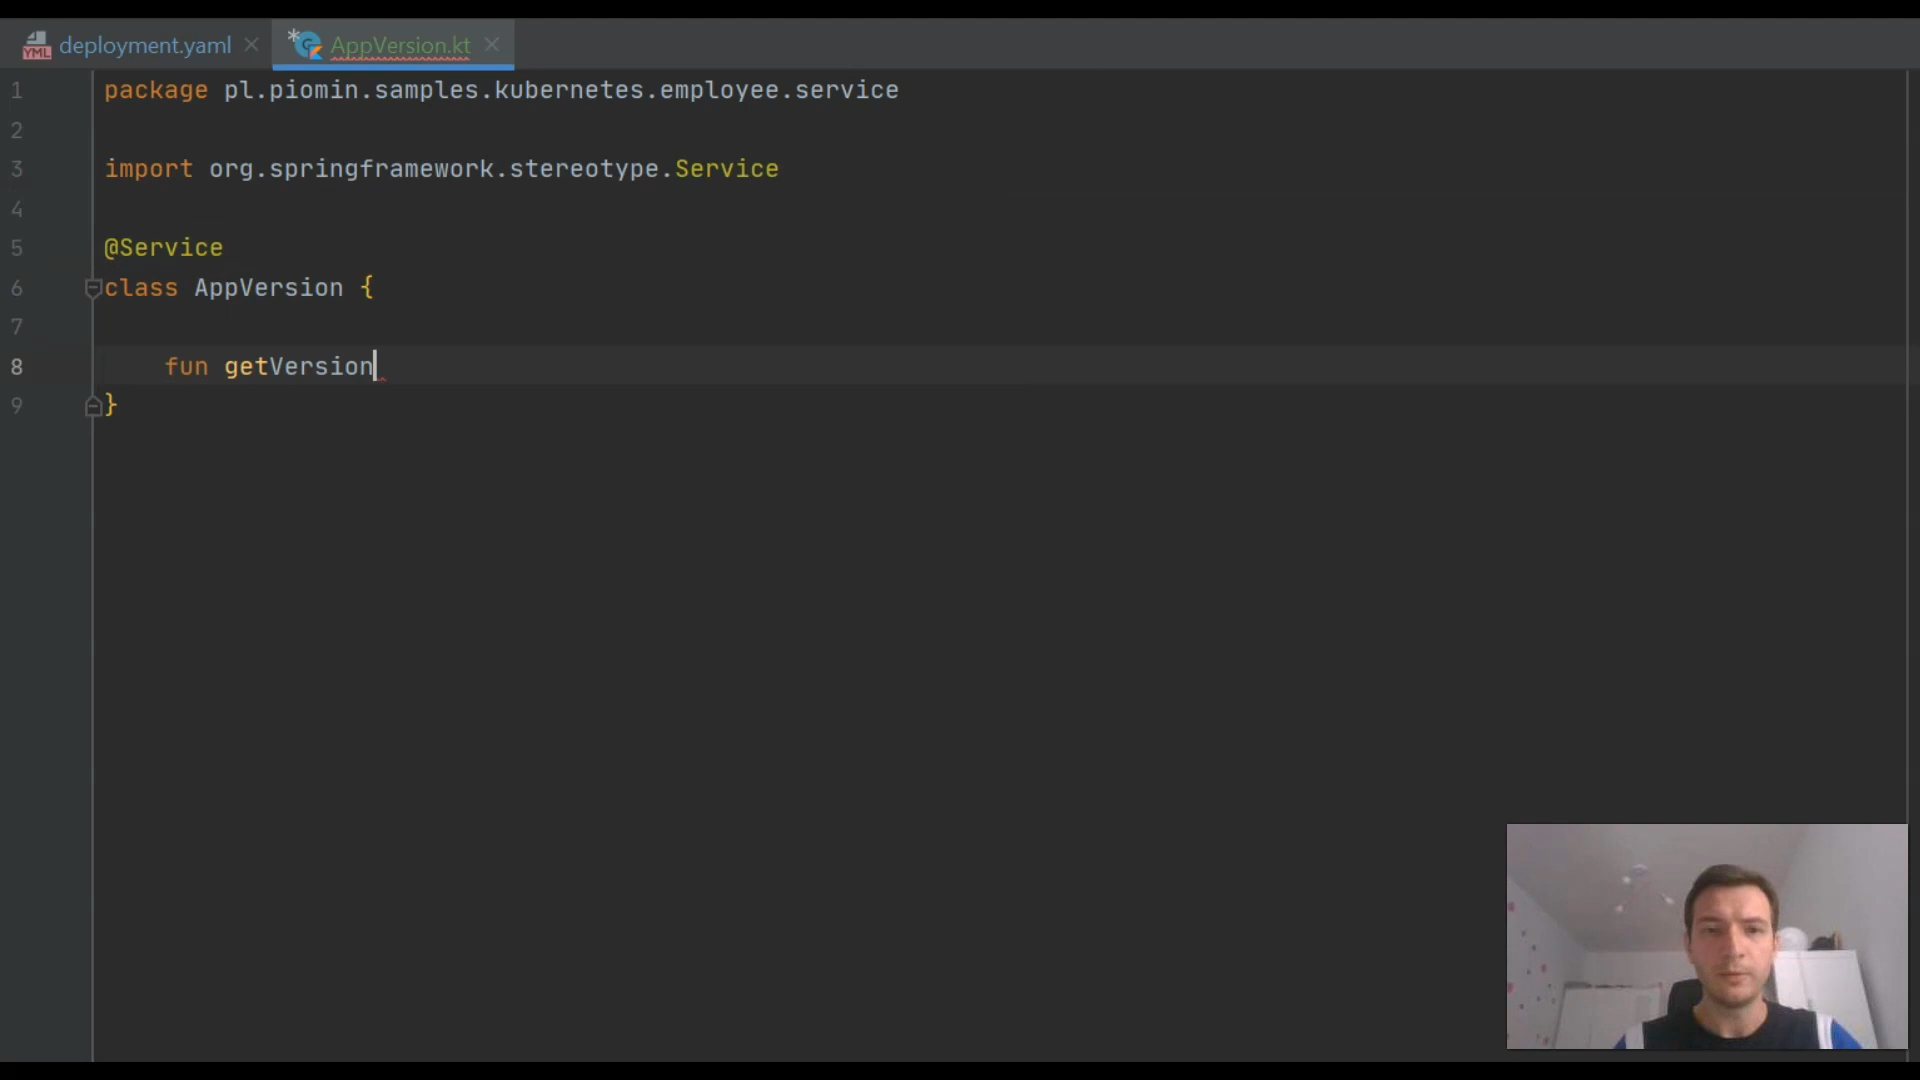 YML deployment.yaml × * AppVersion.kt ×
1 package pl.piomin.samples.kubernetes.employee.service
2
3 import org.springframework.stereotype.Service
4
5 @Service
6 class AppVersion {
7
8 fun getVersion
9 }